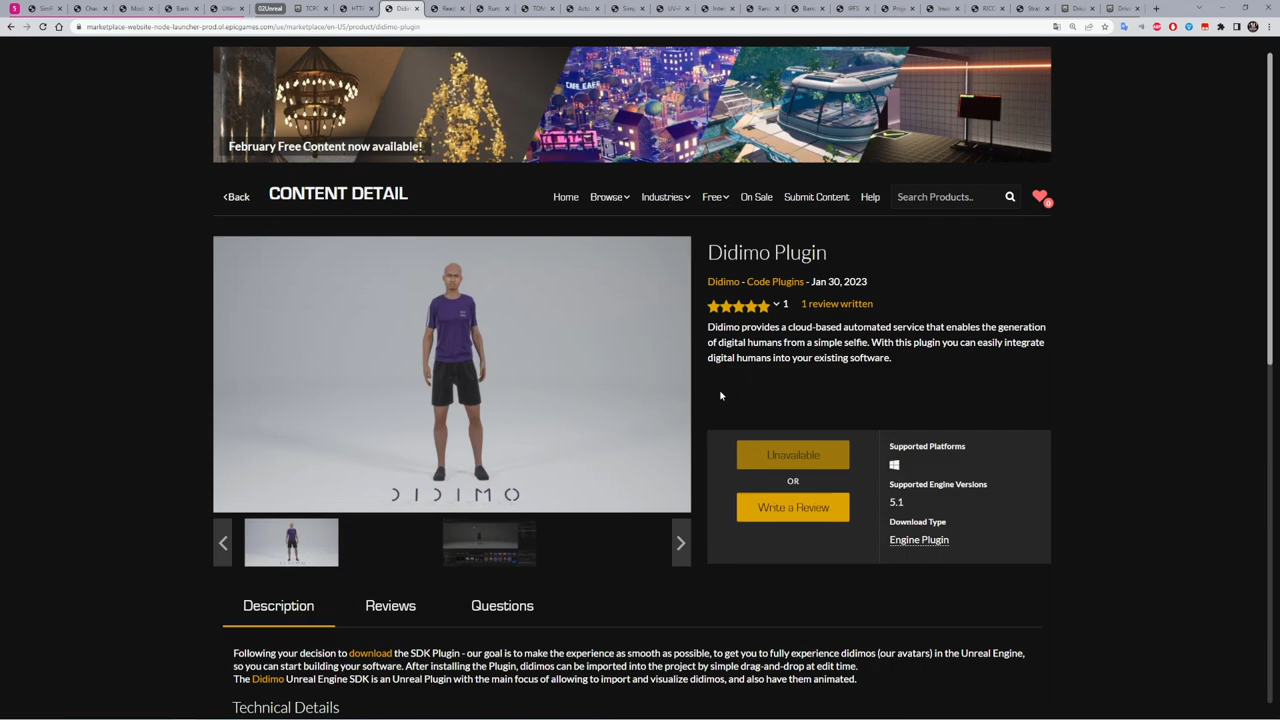 marketplace-website-node-launcher-prod.ol.epicgames.com/ue/marketplace/en-US/product/didimo-plugin
February Free Content now available!
<Back
CONTENT DETAIL
Home Browse Industries Free On Sale Submit Content Help Search Products.. 0
Didimo Plugin
Didimo - Code Plugins - Jan 30, 2023
1 1 review written
Didimo provides a cloud-based automated service that enables the generation
of digital humans from a simple selfie. With this plugin you can easily integrate
digital humans into your existing software.
DIDIMO
Unavailable
OR
Write a Review
Supported Platforms
Supported Engine Versions
5.1
Download Type
Engine Plugin
Description Reviews Questions
Following your decision to download the SDK Plugin - our goal is to make the experience as smooth as possible, to get you to fully experience didimos (our avatars) in the Unreal Engine,
so you can start building your software. After installing the Plugin, didimos can be imported into the project by simple drag-and-drop at edit time.
The Didimo Unreal Engine SDK is an Unreal Plugin with the main focus of allowing to import and visualize didimos, and also have them animated.
Technical Details